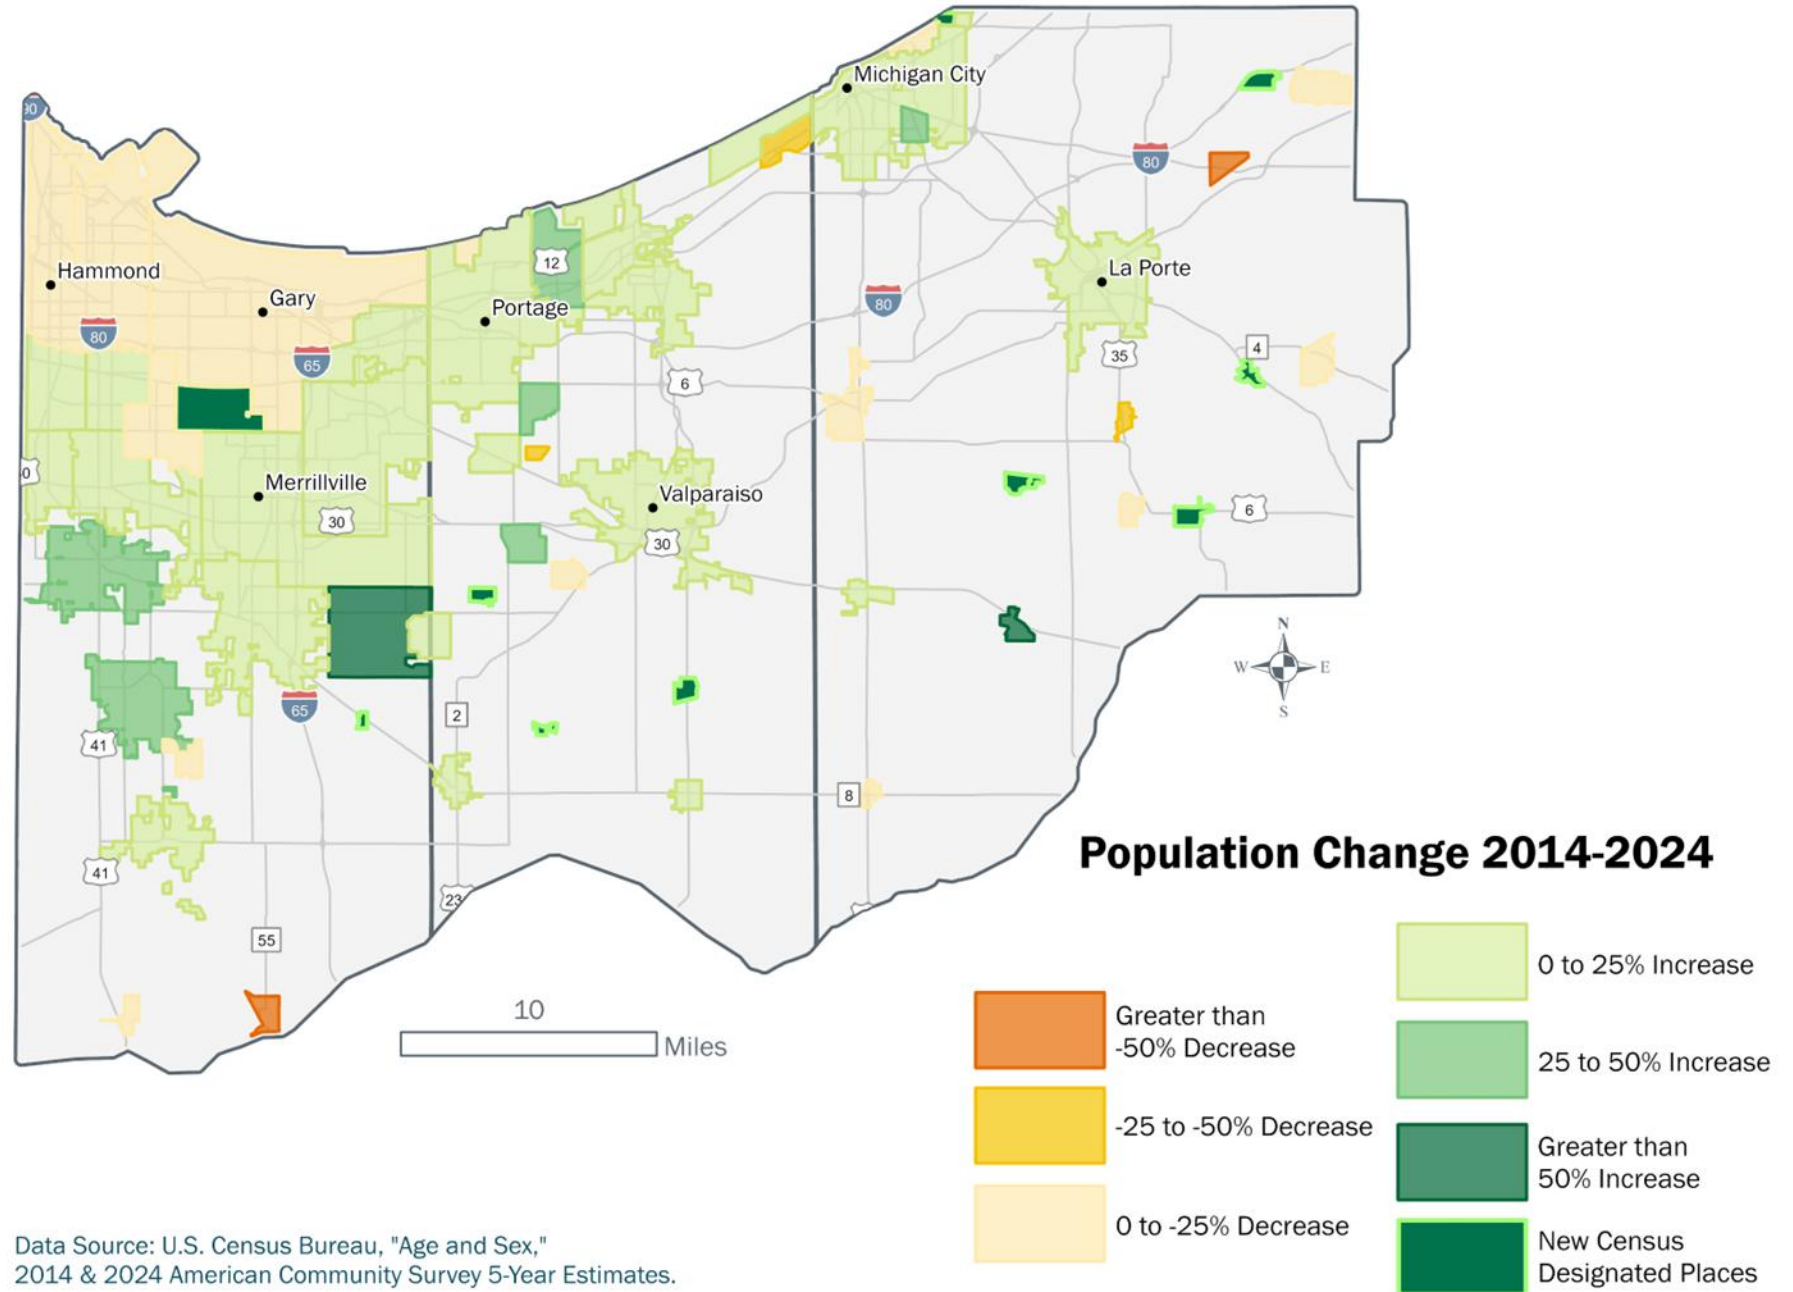 Michigan City
90
80
Hammond
Gary
12
La Porte
Portage
80
80
65
35
4
6
0
Merrillville
Valparaiso
30
30
6
N
W
E
S
65
2
41
8
41
23
55
Population Change 2014-2024
10
Miles
Greater than
-50% Decrease
-25 to -50% Decrease
0 to -25% Decrease
0 to 25% Increase
25 to 50% Increase
Greater than
50% Increase
New Census
Designated Places
Data Source: U.S. Census Bureau, "Age and Sex,"
2014 & 2024 American Community Survey 5-Year Estimates.